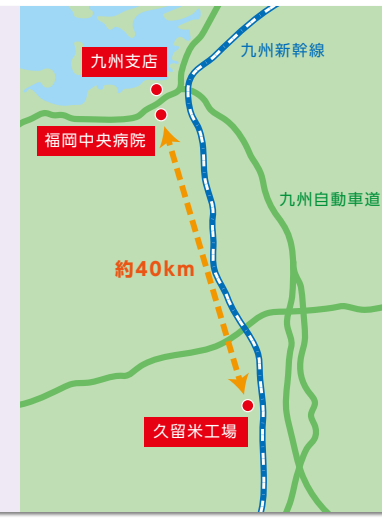 九州支店
九州新幹線
福岡中央病院
九州自動車道
約40km
久留米工場